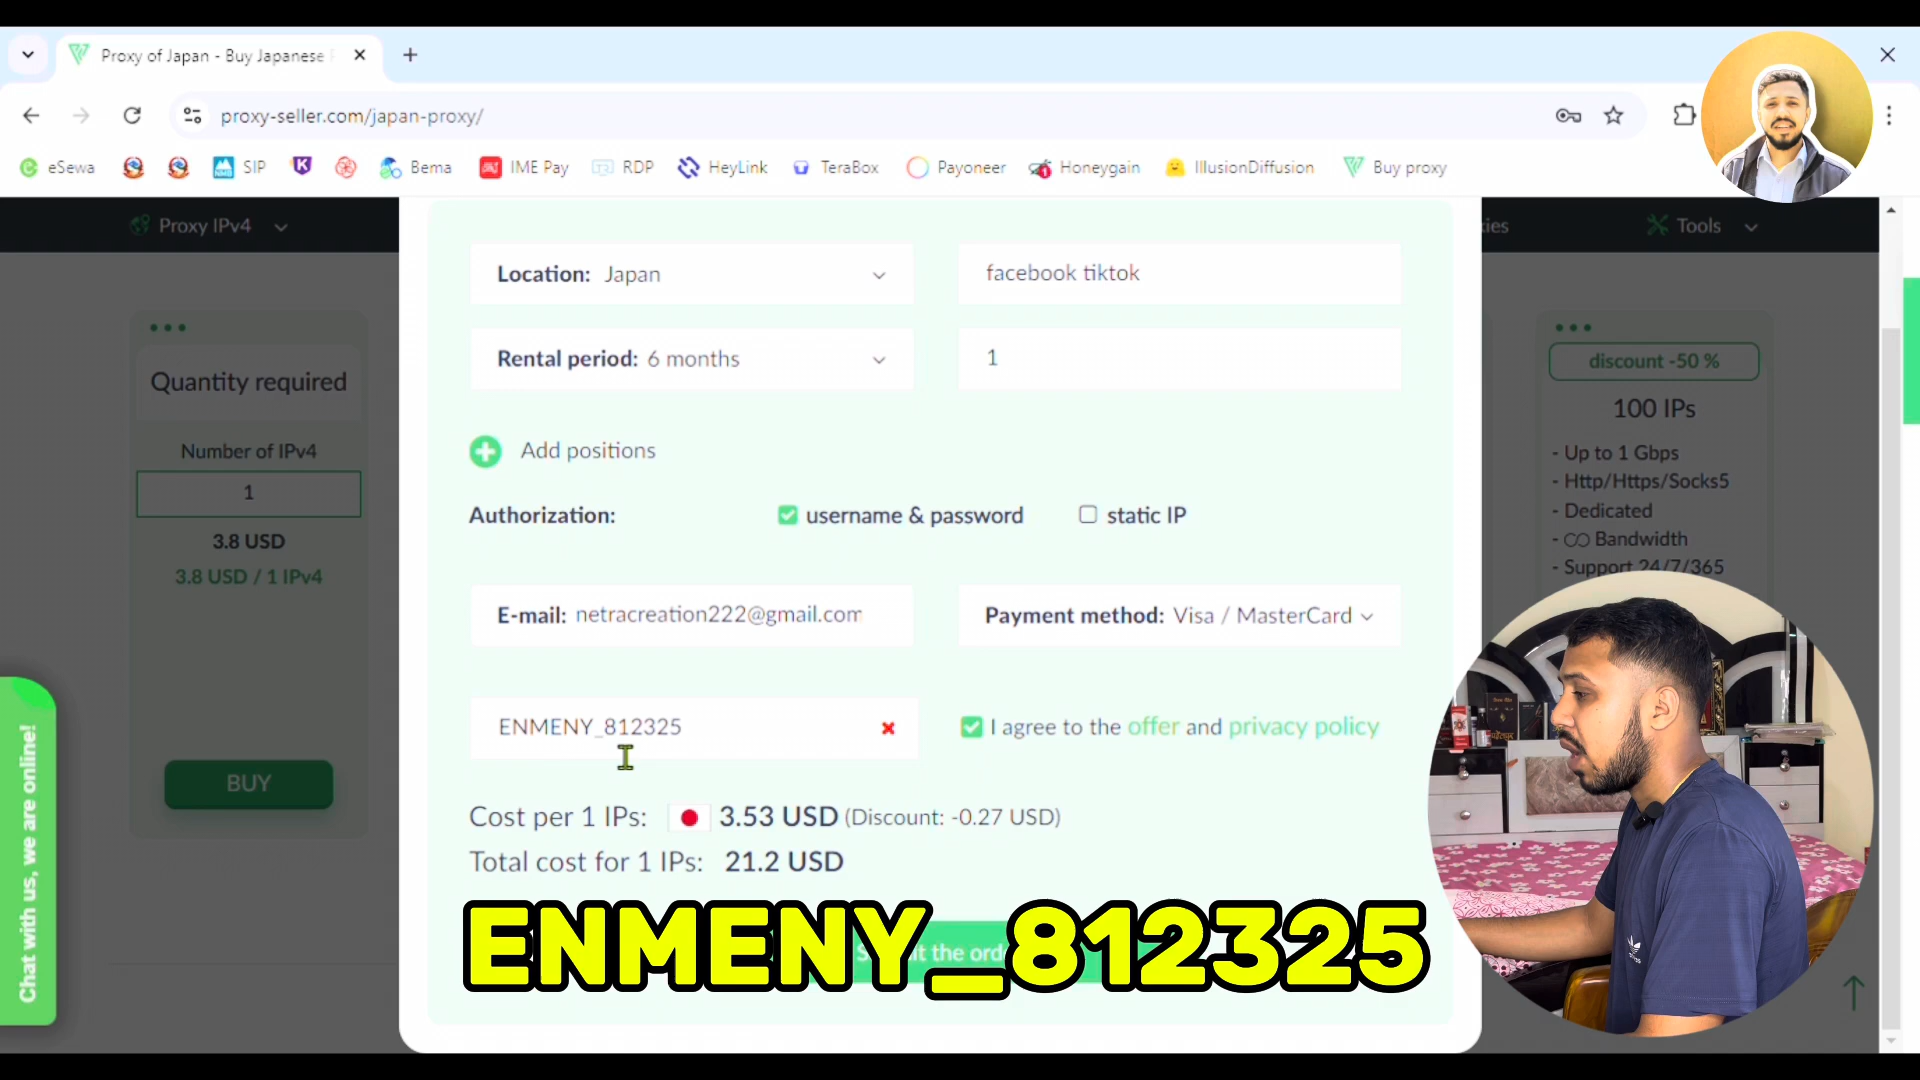 Proxy of Japan - Buy Japanese
proxy-seller.com/japan-proxy/
eSewa
SIP
Bema
IME Pay
RDP
HeyLink
TeraBox
Payoneer
Honeygain
IllusionDiffusion
Buy proxy
Proxy IPv4
Tools
Quantity required
Number of IPv4
1
3.8 USD
3.8 USD / 1 IPv4
BUY
Chat with us, we are online!
Location: Japan
facebook tiktok
Rental period: 6 months
1
Add positions
Authorization:
username & password
static IP
E-mail: netracreation222@gmail.com
Payment method: Visa / MasterCard
ENMENY_812325
I agree to the offer and privacy policy
Cost per 1 IPs: 3.53 USD (Discount: -0.27 USD)
Total cost for 1 IPs: 21.2 USD
ENMENY_812325
discount -50 %
100 IPs
- Up to 1 Gbps
- Http/Https/Socks5
- Dedicated
- ∞ Bandwidth
- Support 24/7/365